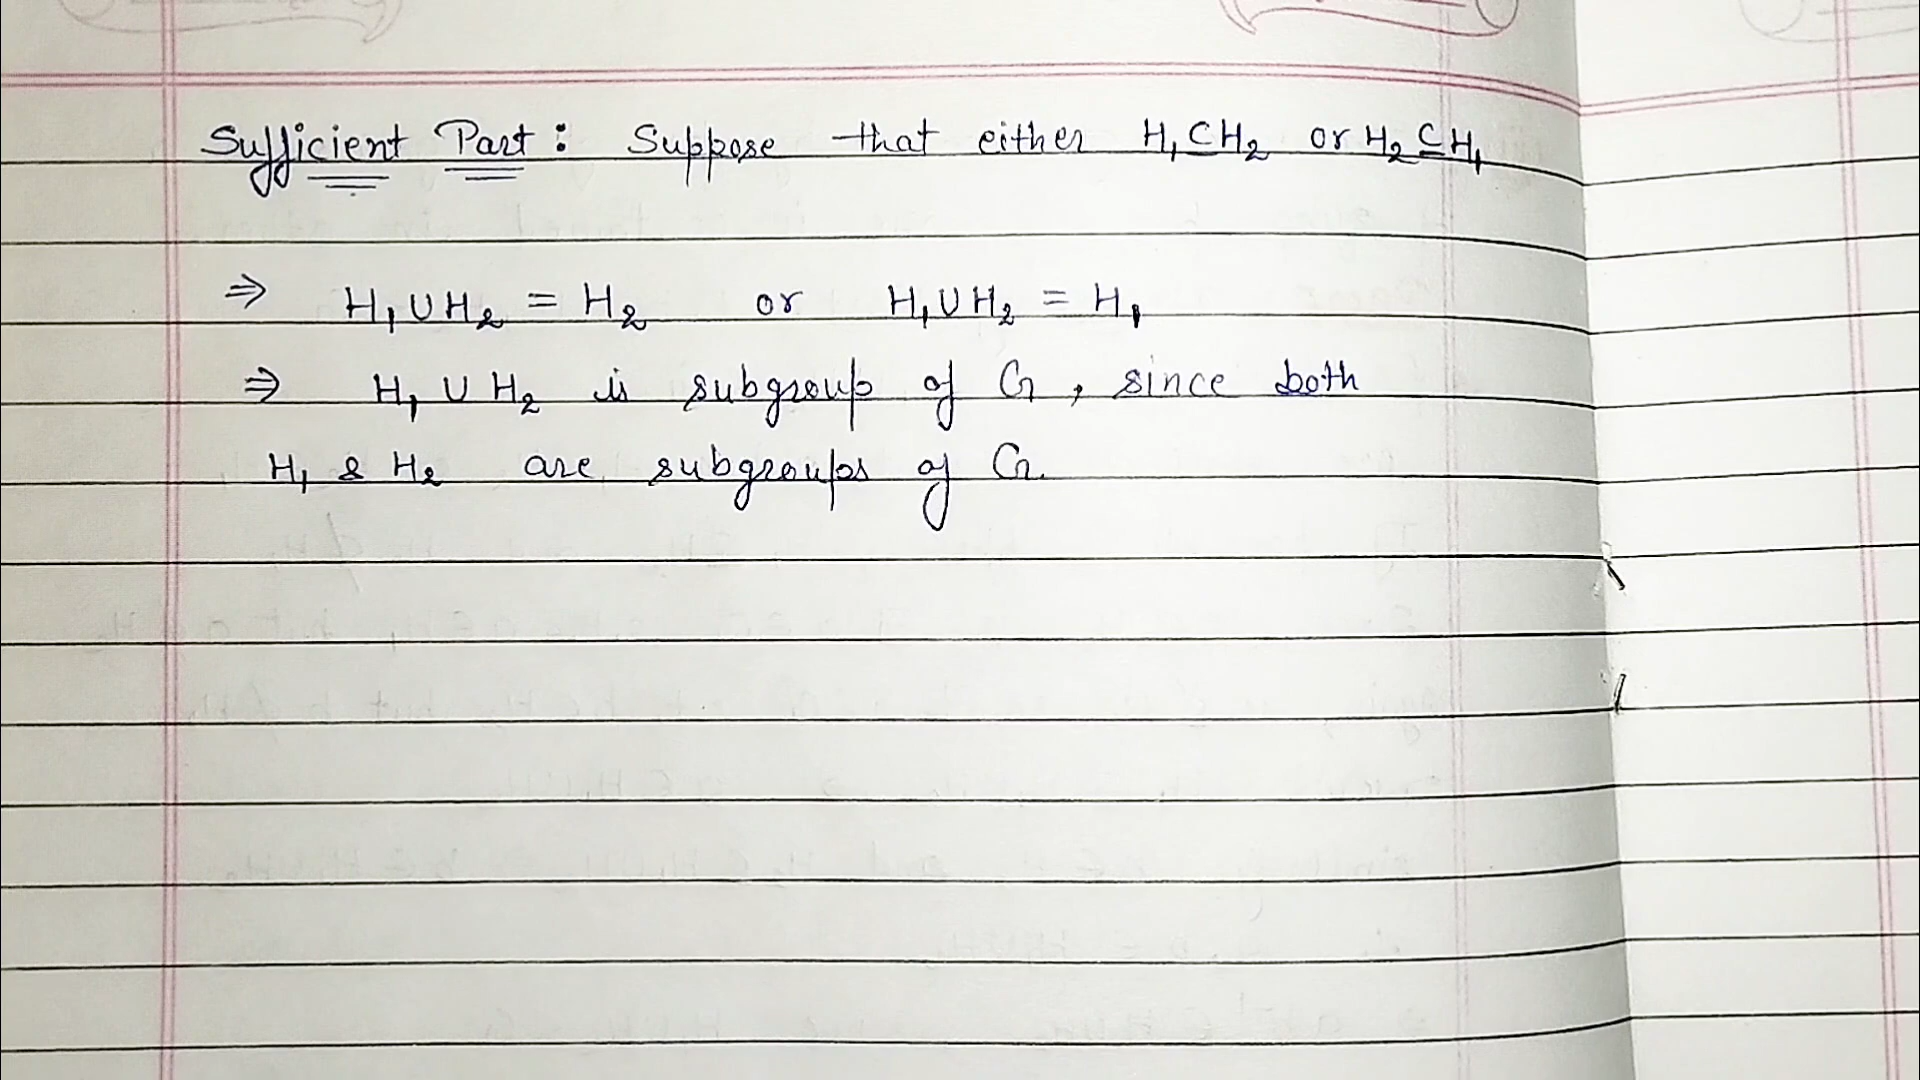 Sufficient Part : Suppose that either H₁⊆H₂ or H₂⊆H₁
⇒ H₁∪H₂ = H₂ or H₁∪H₂ = H₁
⇒ H₁ ∪ H₂ is subgroup of G, since both
H₁ & H₂ are subgroups of G.